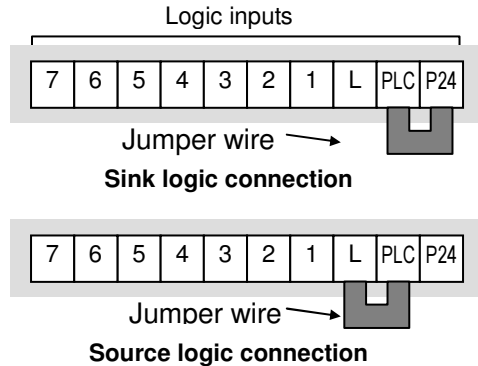 Logic inputs
7 6 5 4 3 2 1 L PLC P24
Jumper wire
Sink logic connection
7 6 5 4 3 2 1 L PLC P24
Jumper wire
Source logic connection